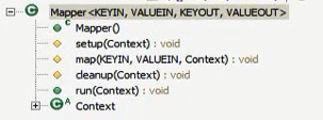 Mapper<KEYIN, VALUEIN, KEYOUT, VALUEOUT>
Mapper()
setup(Context) : void
map(KEYIN, VALUEIN, Context) : void
cleanup(Context) : void
run(Context) : void
Context